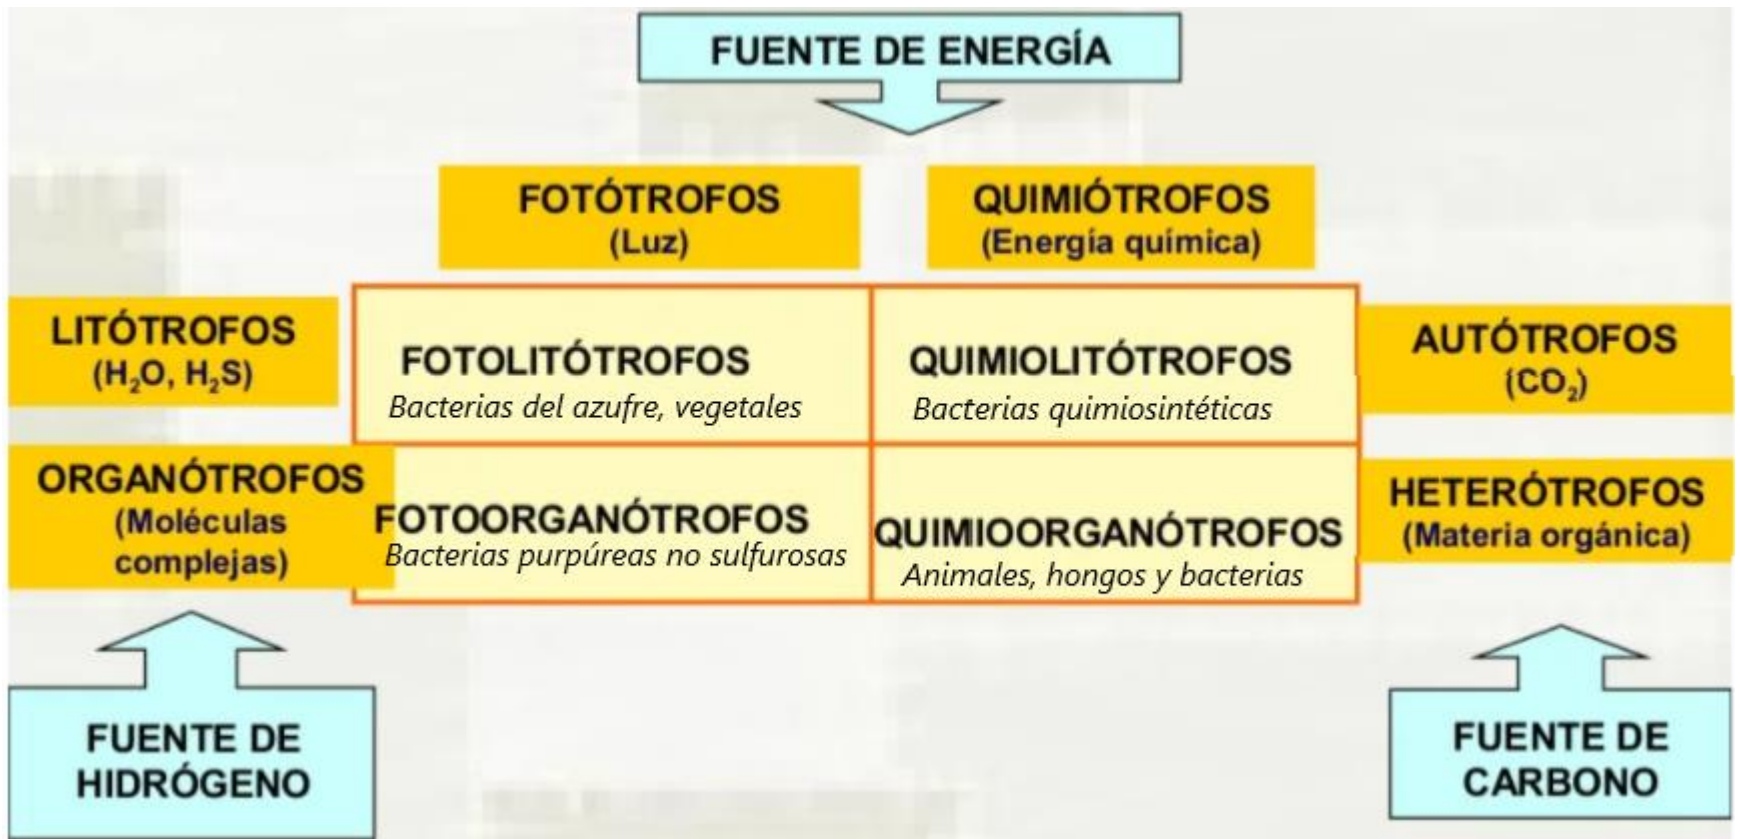 FUENTE DE ENERGÍA
FOTÓTROFOS
(Luz)
QUIMIÓTROFOS
(Energía química)
LITÓTROFOS
(H₂O, H₂S)
FOTOLITÓTROFOS
Bacterias del azufre, vegetales
QUIMIOLITÓTROFOS
Bacterias quimiosintéticas
AUTÓTROFOS
(CO₂)
ORGANÓTROFOS
(Moléculas
complejas)
FOTOORGANÓTROFOS
Bacterias purpúreas no sulfurosas
QUIMIOORGANÓTROFOS
Animales, hongos y bacterias
HETERÓTROFOS
(Materia orgánica)
FUENTE DE
HIDRÓGENO
FUENTE DE
CARBONO